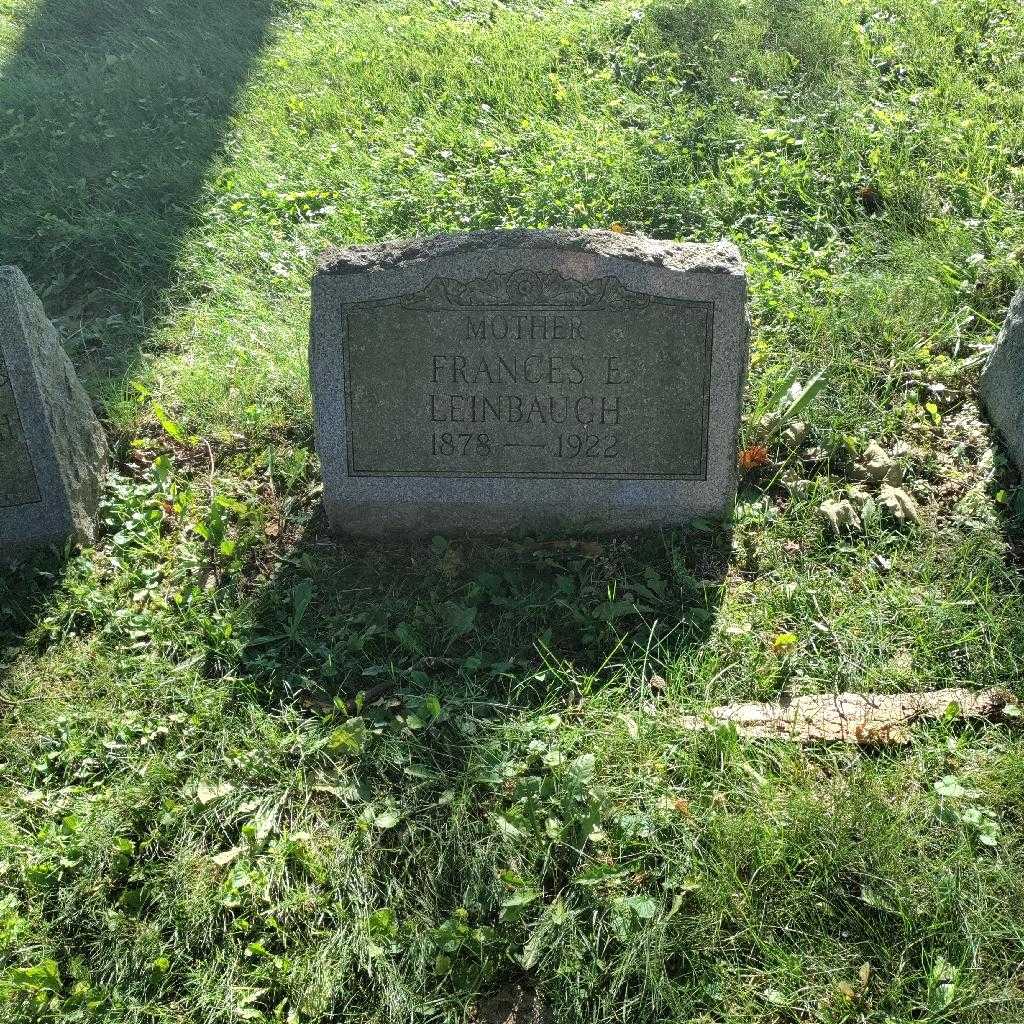 MOTHER
FRANCES E.
LEINBAUGH
1878 — 1922